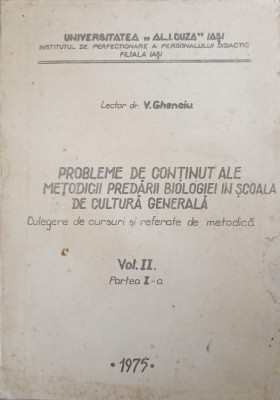 UNIVERSITATEA „AL.I.CUZA” IAŞI
INSTITUTUL DE PERFECŢIONARE A PERSONALULUI DIDACTIC
FILIALA IAŞI
Lector dr. V. Gheneiu
PROBLEME DE CONŢINUT ALE
METODICII PREDĂRII BIOLOGIEI IN ŞCOALA
DE CULTURĂ GENERALĂ
Culegere de cursuri şi referate de metodică
Vol. II.
Partea I-a
· 1975 ·